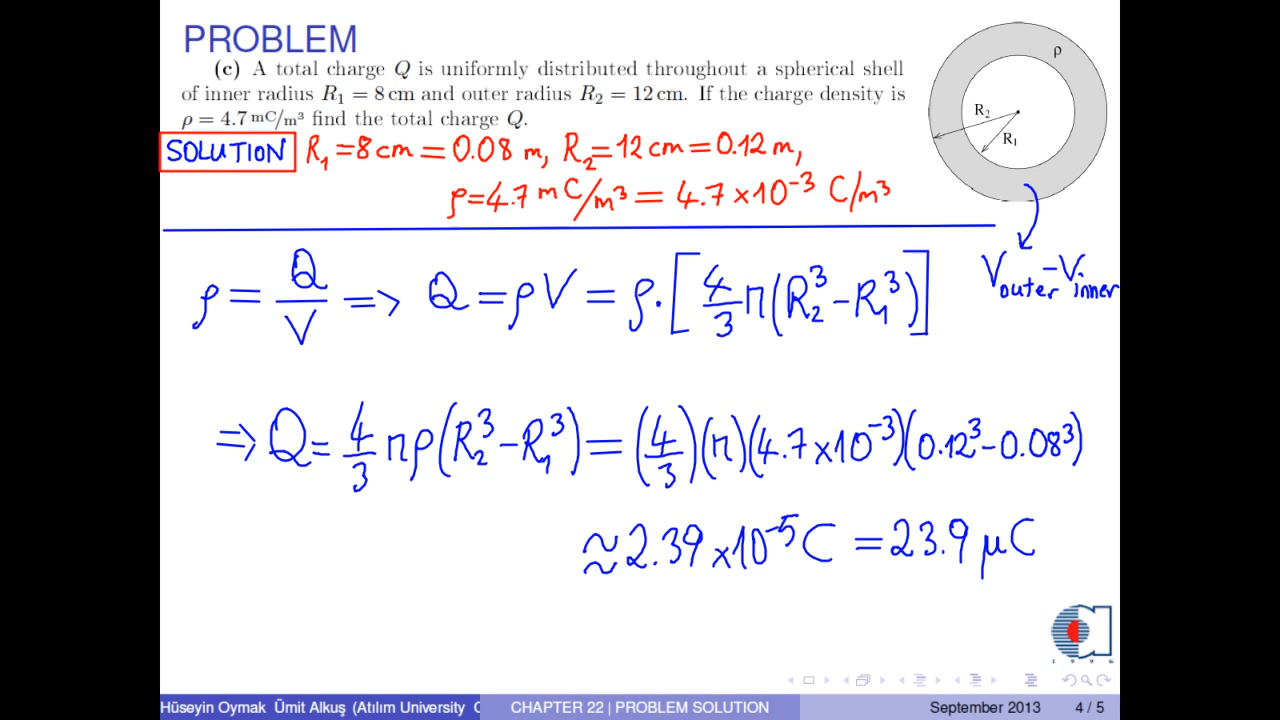 PROBLEM
(c) A total charge Q is uniformly distributed throughout a spherical shell
of inner radius R₁ = 8 cm and outer radius R₂ = 12 cm. If the charge density is
ρ = 4.7 mC/m³ find the total charge Q.
ρ
R₂
R₁
SOLUTION R₁ = 8 cm = 0.08 m, R₂ = 12 cm = 0.12 m,
ρ = 4.7 mC/m³ = 4.7 × 10⁻³ C/m³
V outer - V inner
ρ = Q/V ⇒ Q = ρV = ρ · [4/3 π (R₂³ - R₁³)]
⇒ Q = 4/3 πρ (R₂³ - R₁³) = (4/3)(π)(4.7 × 10⁻³)(0.12³ - 0.08³)
≈ 2.39 × 10⁻⁵ C = 23.9 μC
1996
Hüseyin Oymak Ümit Alkuş (Atılım University CHAPTER 22 | PROBLEM SOLUTION September 2013 4 / 5